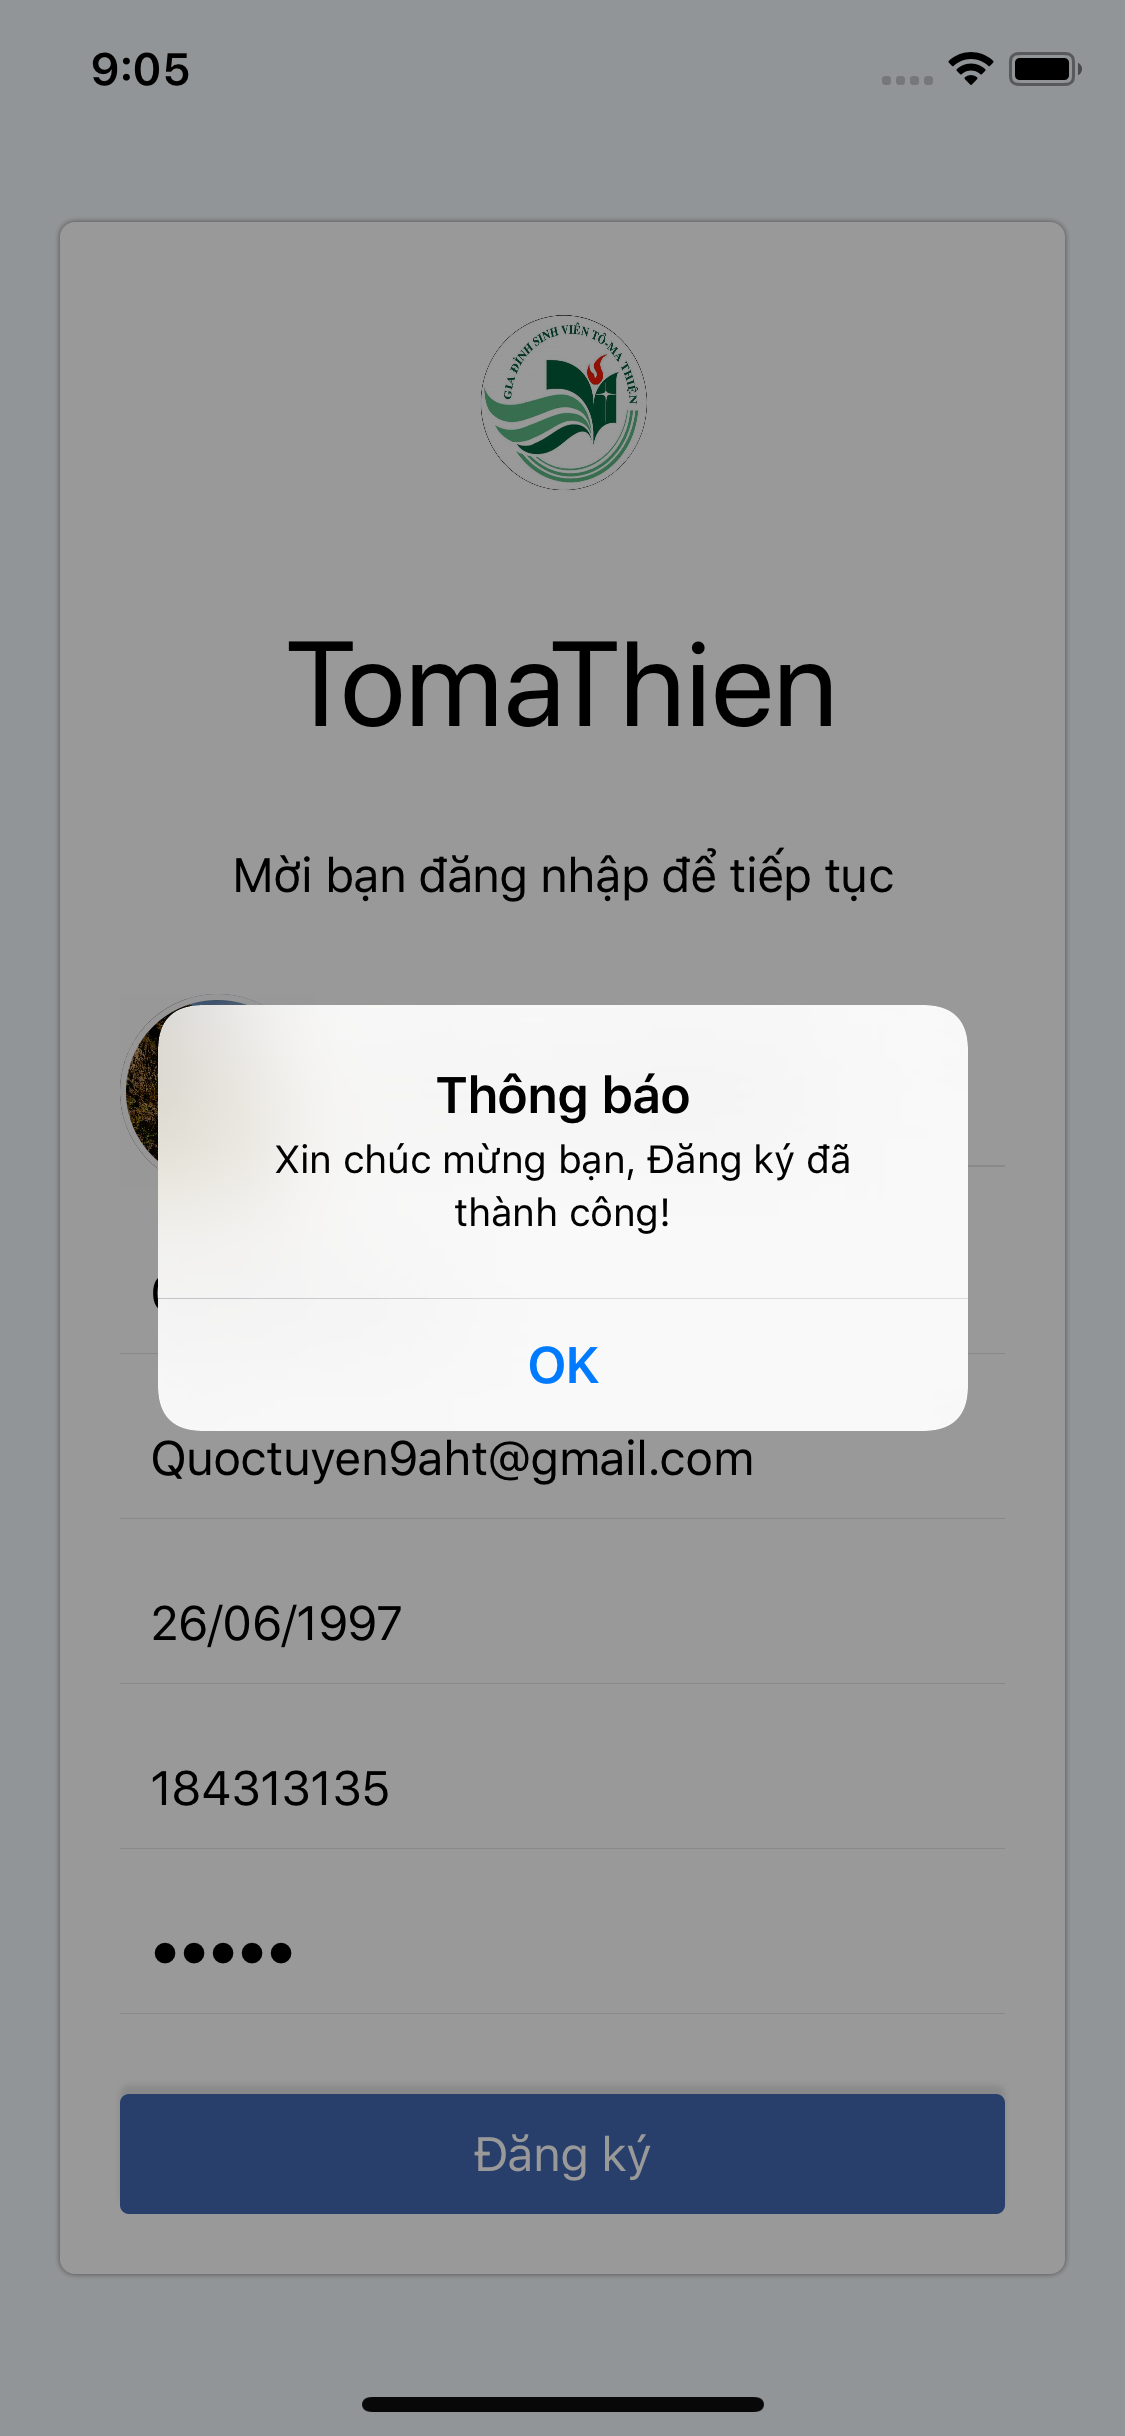 9:05
GIA ĐÌNH SINH VIÊN TÔ-MA THIỆN
TomaThien
Mời bạn đăng nhập để tiếp tục
Thông báo
Xin chúc mừng bạn, Đăng ký đã
thành công!
OK
Quoctuyen9aht@gmail.com
26/06/1997
184313135
•••••
Đăng ký